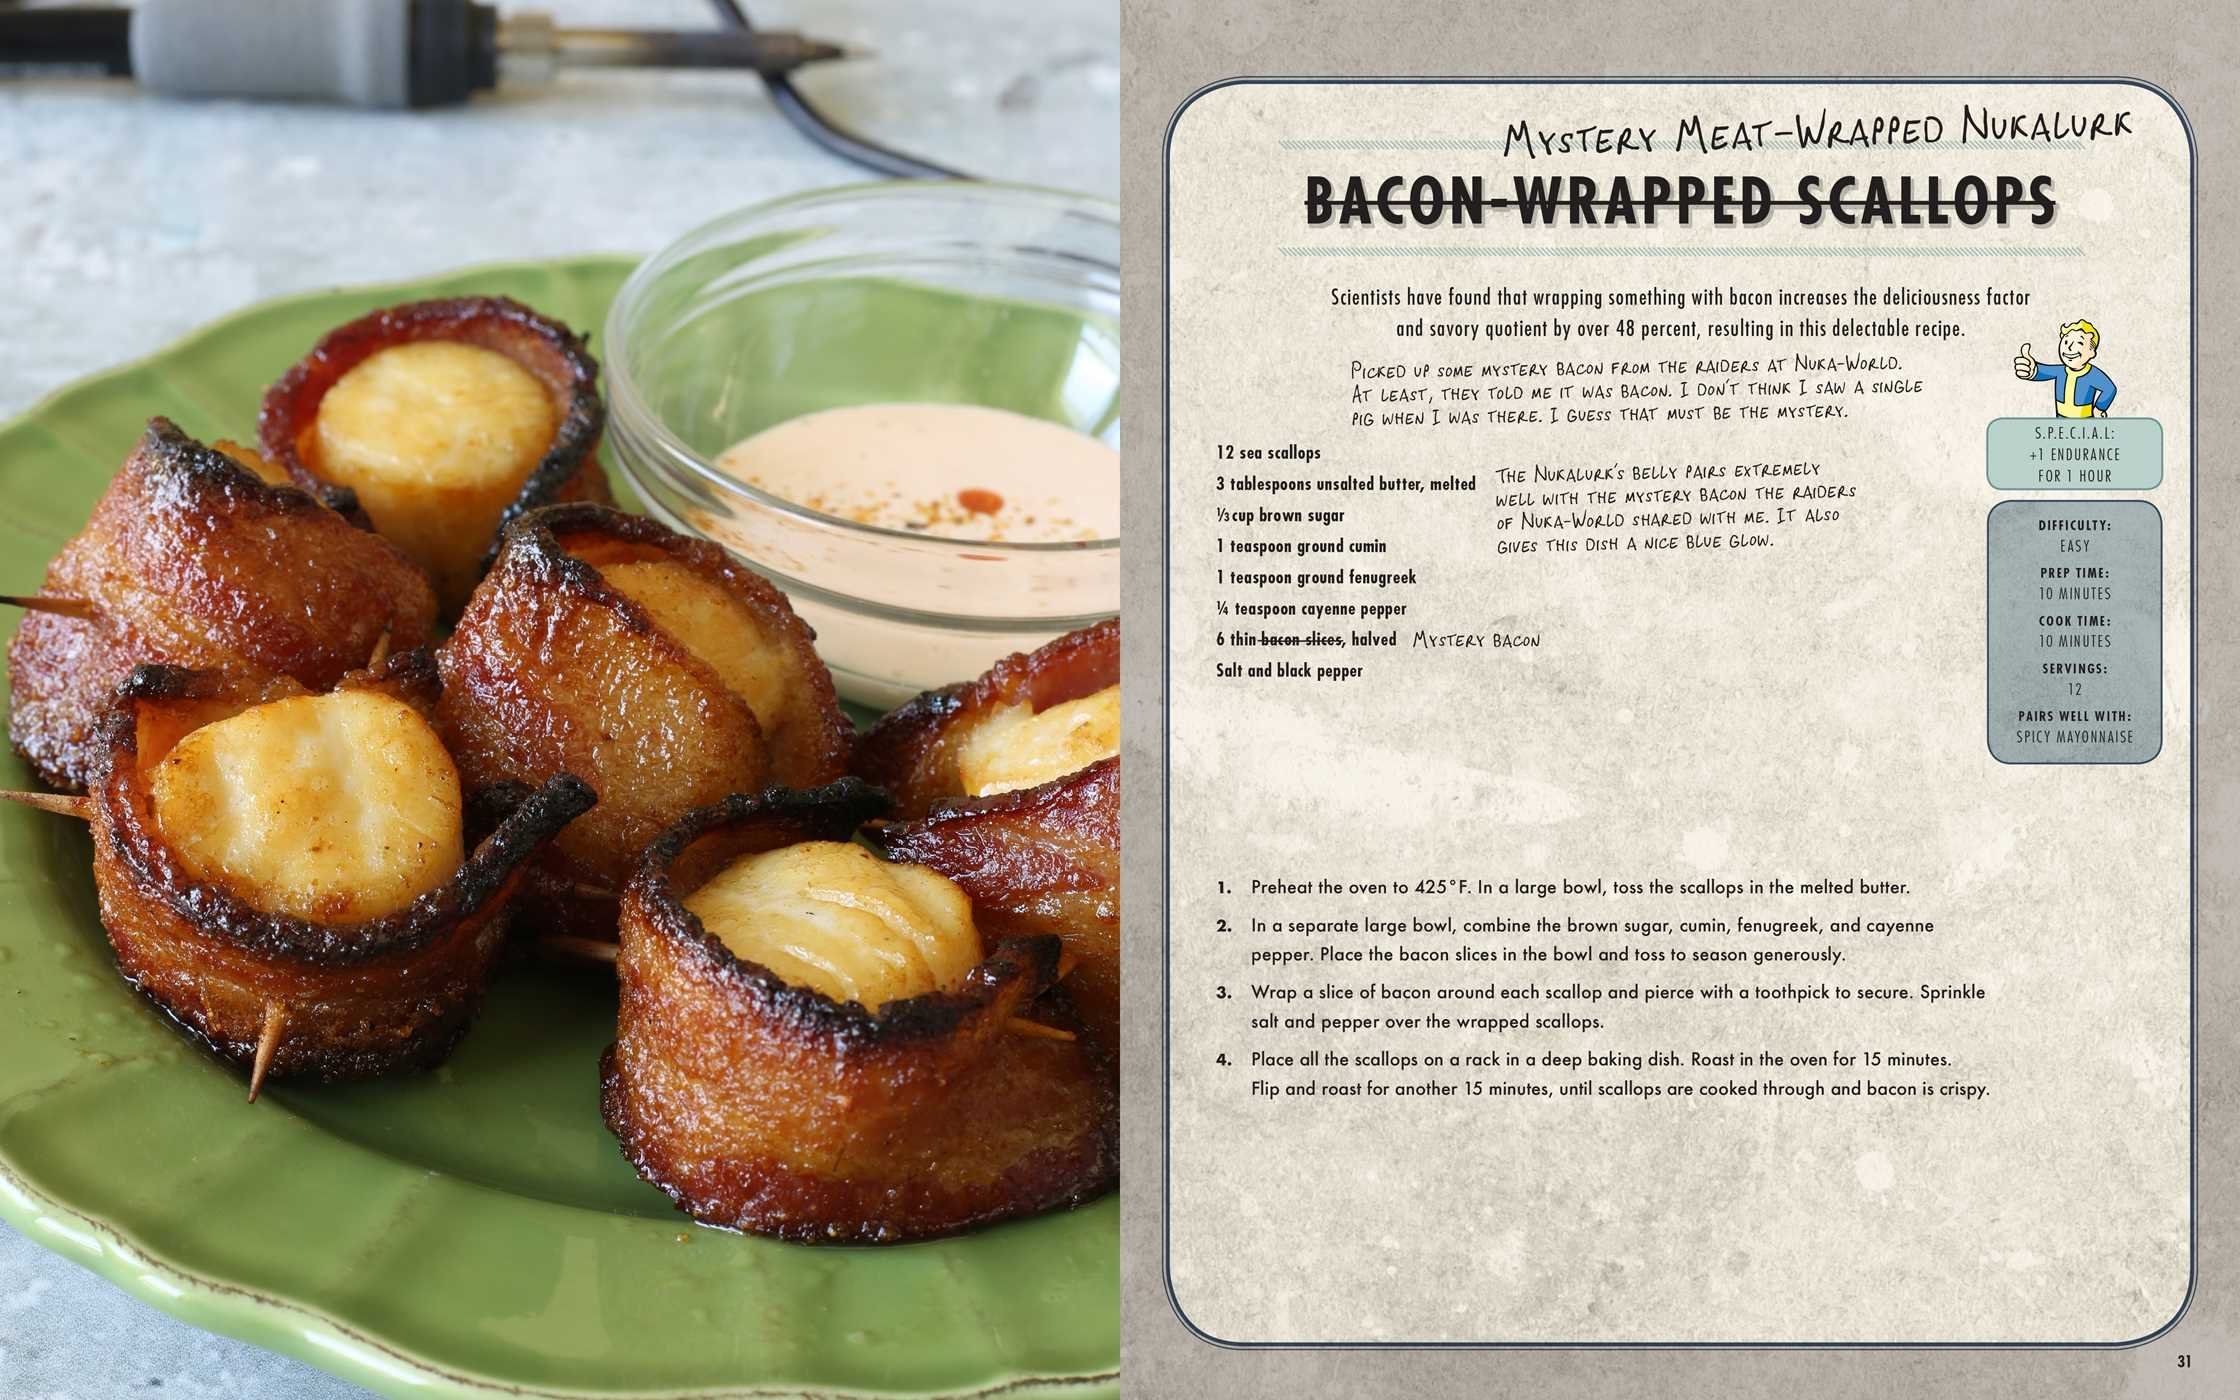 MYSTERY MEAT-WRAPPED NUKALURK
BACON-WRAPPED SCALLOPS
Scientists have found that wrapping something with bacon increases the deliciousness factor
and savory quotient by over 48 percent, resulting in this delectable recipe.
PICKED UP SOME MYSTERY BACON FROM THE RAIDERS AT NUKA-WORLD.
AT LEAST, THEY TOLD ME IT WAS BACON. I DON'T THINK I SAW A SINGLE
PIG WHEN I WAS THERE. I GUESS THAT MUST BE THE MYSTERY.
12 sea scallops
3 tablespoons unsalted butter, melted
⅓ cup brown sugar
1 teaspoon ground cumin
1 teaspoon ground fenugreek
¼ teaspoon cayenne pepper
6 thin bacon slices, halved MYSTERY BACON
Salt and black pepper
THE NUKALURK'S BELLY PAIRS EXTREMELY
WELL WITH THE MYSTERY BACON THE RAIDERS
OF NUKA-WORLD SHARED WITH ME. IT ALSO
GIVES THIS DISH A NICE BLUE GLOW.
S.P.E.C.I.A.L:
+1 ENDURANCE
FOR 1 HOUR
DIFFICULTY:
EASY
PREP TIME:
10 MINUTES
COOK TIME:
10 MINUTES
SERVINGS:
12
PAIRS WELL WITH:
SPICY MAYONNAISE
1. Preheat the oven to 425°F. In a large bowl, toss the scallops in the melted butter.
2. In a separate large bowl, combine the brown sugar, cumin, fenugreek, and cayenne
pepper. Place the bacon slices in the bowl and toss to season generously.
3. Wrap a slice of bacon around each scallop and pierce with a toothpick to secure. Sprinkle
salt and pepper over the wrapped scallops.
4. Place all the scallops on a rack in a deep baking dish. Roast in the oven for 15 minutes.
Flip and roast for another 15 minutes, until scallops are cooked through and bacon is crispy.
31